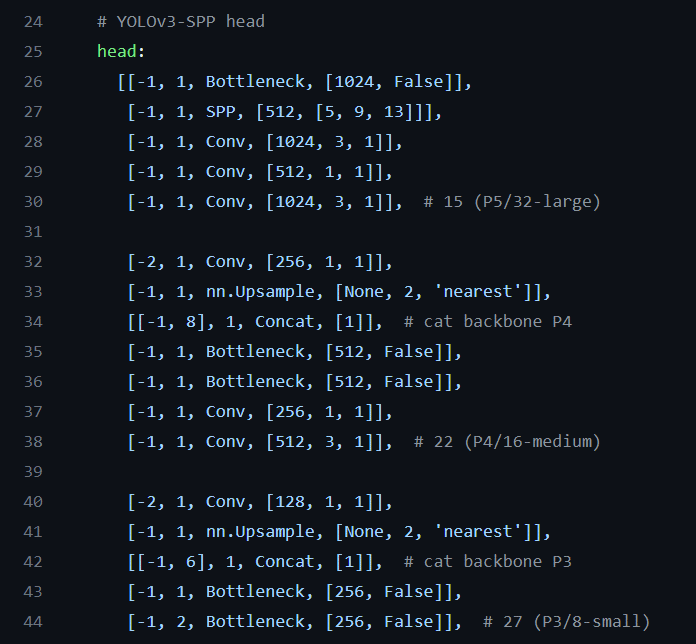 24 # YOLOv3-SPP head
25 head:
26 [[-1, 1, Bottleneck, [1024, False]],
27 [-1, 1, SPP, [512, [5, 9, 13]]],
28 [-1, 1, Conv, [1024, 3, 1]],
29 [-1, 1, Conv, [512, 1, 1]],
30 [-1, 1, Conv, [1024, 3, 1]], # 15 (P5/32-large)
31
32 [-2, 1, Conv, [256, 1, 1]],
33 [-1, 1, nn.Upsample, [None, 2, 'nearest']],
34 [[-1, 8], 1, Concat, [1]], # cat backbone P4
35 [-1, 1, Bottleneck, [512, False]],
36 [-1, 1, Bottleneck, [512, False]],
37 [-1, 1, Conv, [256, 1, 1]],
38 [-1, 1, Conv, [512, 3, 1]], # 22 (P4/16-medium)
39
40 [-2, 1, Conv, [128, 1, 1]],
41 [-1, 1, nn.Upsample, [None, 2, 'nearest']],
42 [[-1, 6], 1, Concat, [1]], # cat backbone P3
43 [-1, 1, Bottleneck, [256, False]],
44 [-1, 2, Bottleneck, [256, False]], # 27 (P3/8-small)